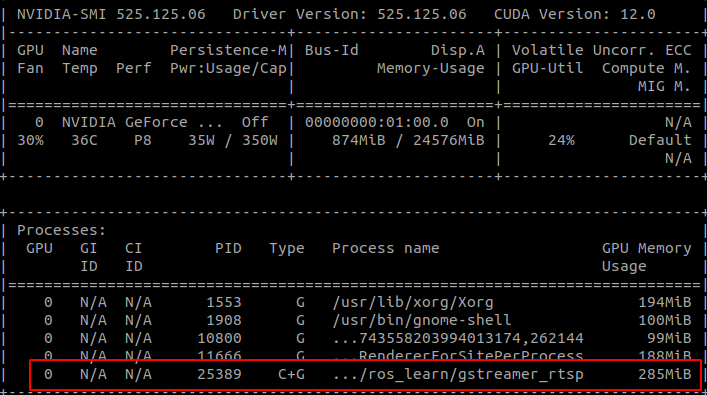 NVIDIA-SMI 525.125.06 Driver Version: 525.125.06 CUDA Version: 12.0
GPU Name Persistence-M| Bus-Id Disp.A | Volatile Uncorr. ECC
Fan Temp Perf Pwr:Usage/Cap| Memory-Usage | GPU-Util Compute M.
MIG M.
0 NVIDIA GeForce ... Off | 00000000:01:00.0 On | N/A
30% 36C P8 35W / 350W | 874MiB / 24576MiB | 24% Default
N/A
Processes:
GPU GI CI PID Type Process name GPU Memory
ID ID Usage
0 N/A N/A 1553 G /usr/lib/xorg/Xorg 194MiB
0 N/A N/A 1908 G /usr/bin/gnome-shell 100MiB
0 N/A N/A 10800 G ...743558203994013174,262144 99MiB
0 N/A N/A 11666 G ...RendererForSitePerProcess 188MiB
0 N/A N/A 25389 C+G .../ros_learn/gstreamer_rtsp 285MiB